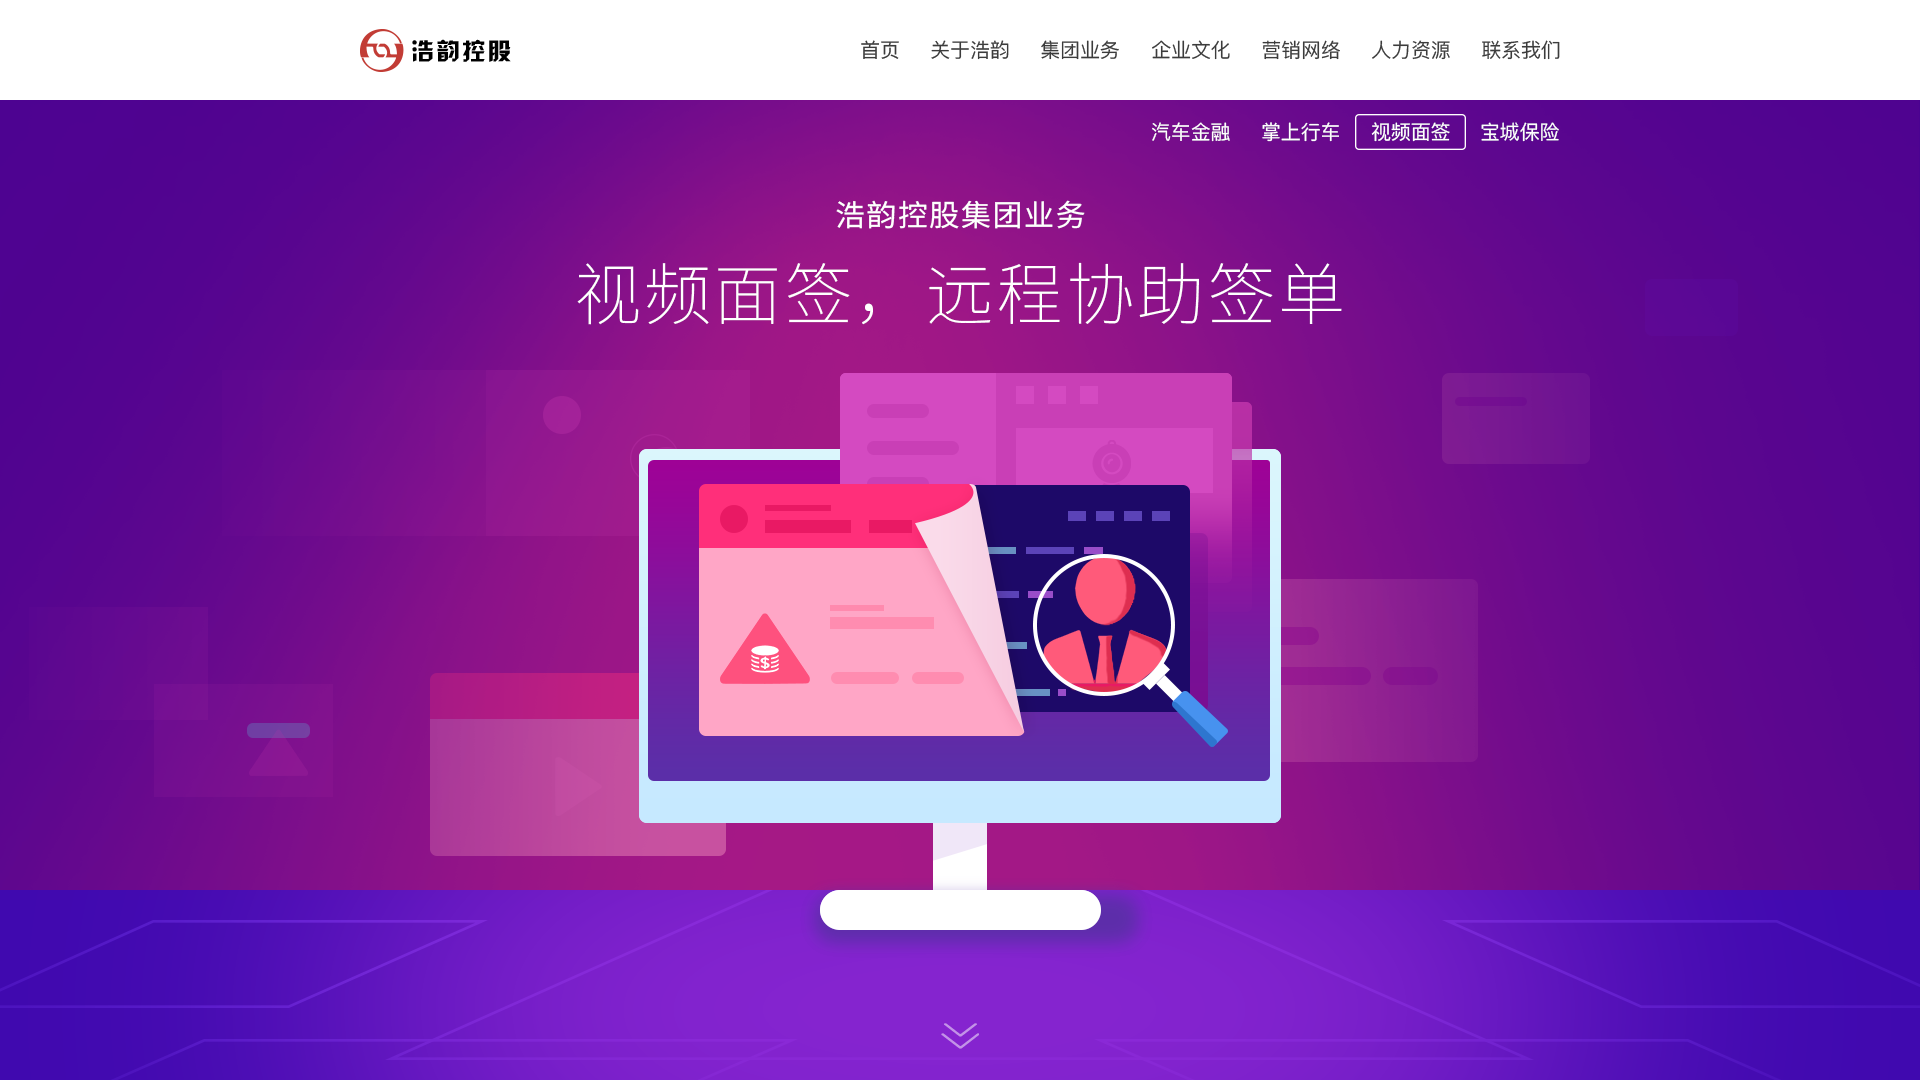 浩韵控股
首页 关于浩韵 集团业务 企业文化 营销网络 人力资源 联系我们
汽车金融 掌上行车 视频面签 宝城保险
浩韵控股集团业务
视频面签，远程协助签单
$